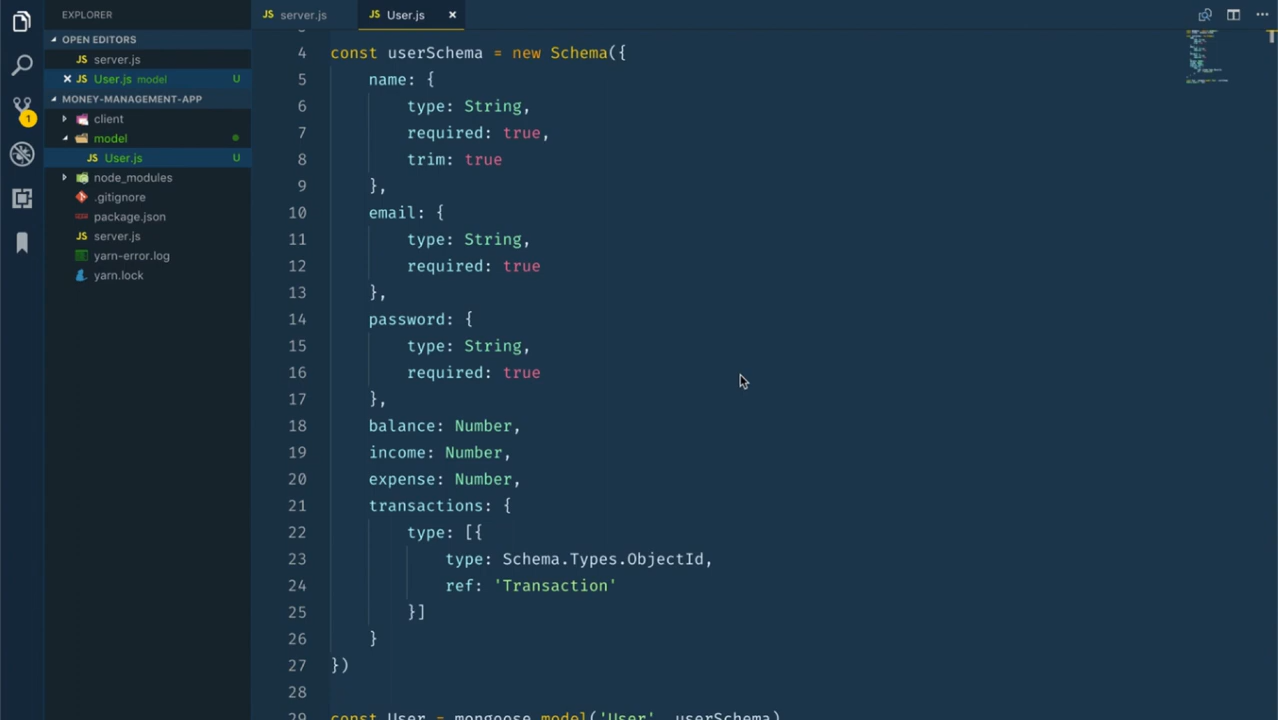 EXPLORER
OPEN EDITORS
server.js
User.js model U
MONEY-MANAGEMENT-APP
1
client
model
JS User.js U
node_modules
.gitignore
package.json
JS server.js
yarn-error.log
yarn.lock
JS server.js
JS User.js
4 const userSchema = new Schema({
5 name: {
6 type: String,
7 required: true,
8 trim: true
9 },
10 email: {
11 type: String,
12 required: true
13 },
14 password: {
15 type: String,
16 required: true
17 },
18 balance: Number,
19 income: Number,
20 expense: Number,
21 transactions: {
22 type: [{
23 type: Schema.Types.ObjectId,
24 ref: 'Transaction'
25 }]
26 }
27 })
28
29 const User = mongoose.model('User', userSchema)